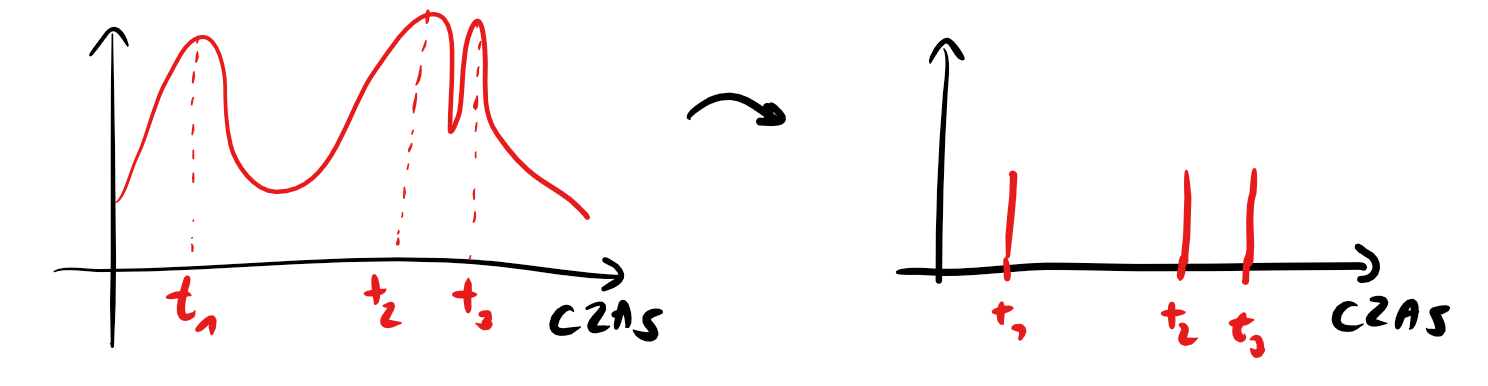 t₁ t₂ t₃ CZAS
t₁ t₂ t₃ CZAS